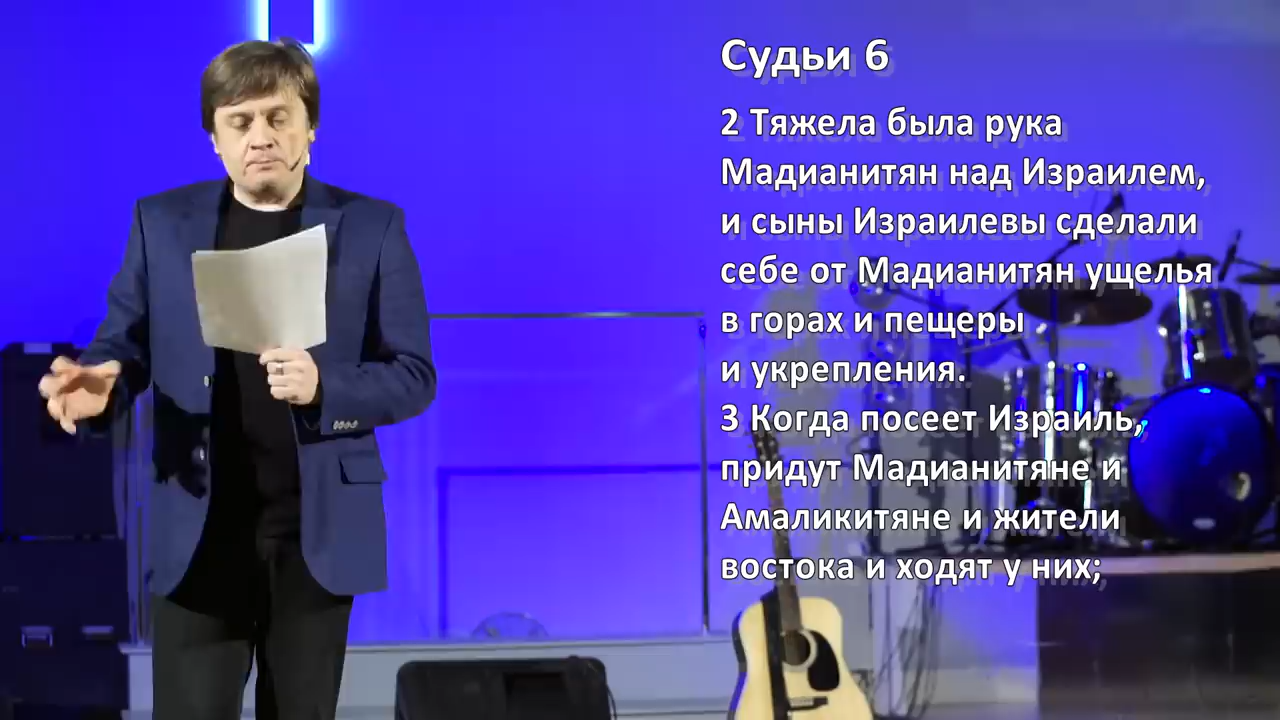 Судьи 6
2 Тяжела была рука
Мадианитян над Израилем,
и сыны Израилевы сделали
себе от Мадианитян ущелья
в горах и пещеры
и укрепления.
3 Когда посеет Израиль,
придут Мадианитяне и
Амаликитяне и жители
востока и ходят у них;